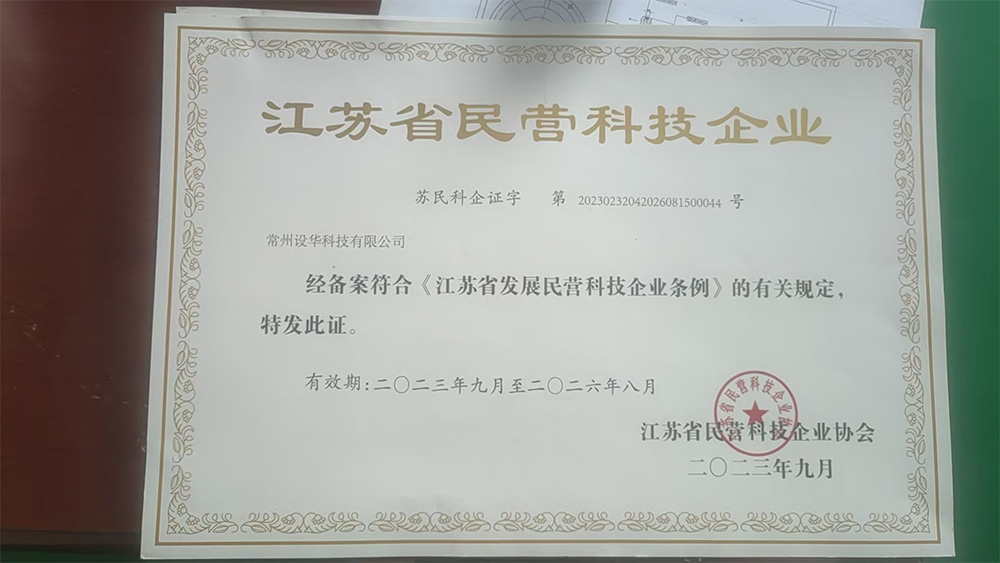 江苏省民营科技企业
苏民科企证字 第 20230232042026081500044 号
常州设华科技有限公司
经备案符合《江苏省发展民营科技企业条例》的有关规定，
特发此证。
有效期:二〇二三年九月至二〇二六年八月
江苏省民营科技企业协会
二〇二三年九月